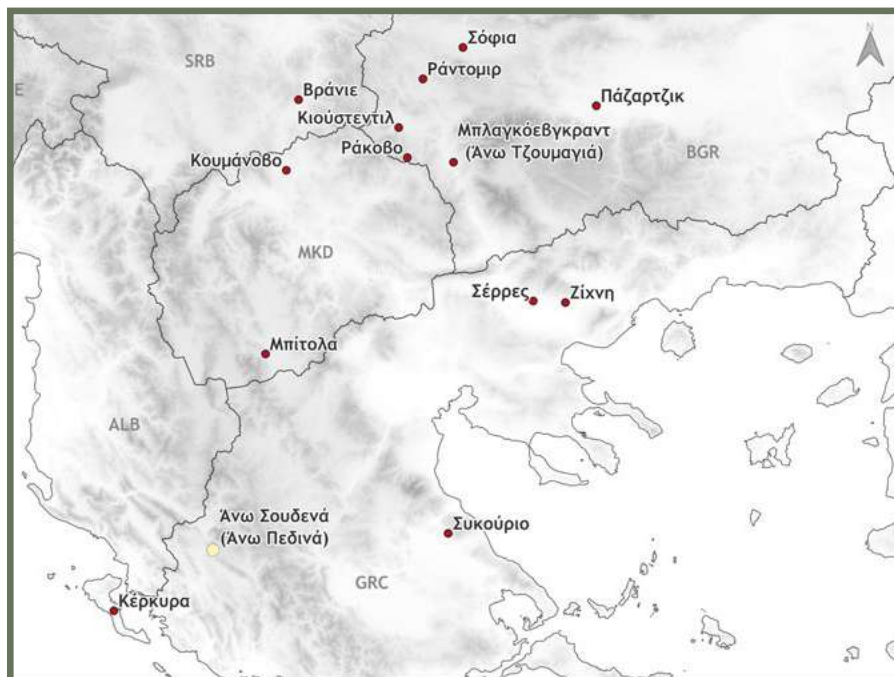 N
Σόφια
SRB
Ράντομιρ
E
Βράνιε
Πάζαρτζικ
Κιούστεντιλ
Μπλαγκόεβγκραντ
(Άνω Τζουμαγιά)
Ράκοβο
BGR
Κουμάνοβο
MKD
Σέρρες
Ζίχνη
Μπίτολα
ALB
Άνω Σουδενά
(Άνω Πεδινά)
Συκούριο
GRC
Κέρκυρα